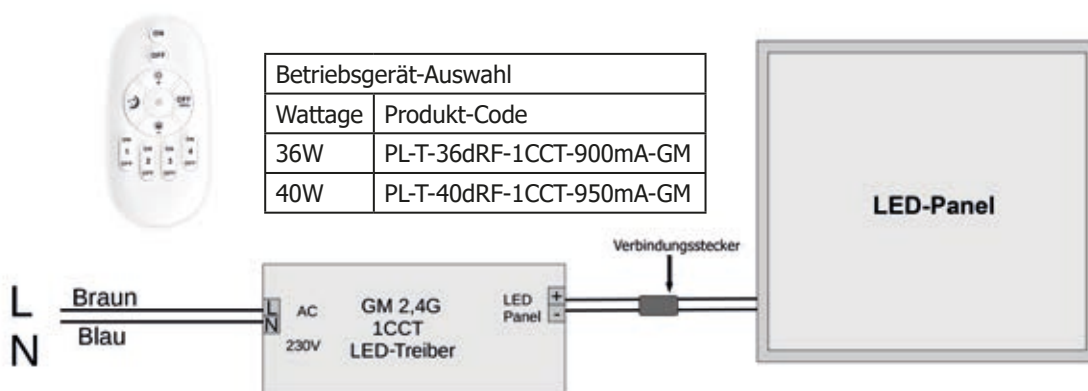 ON
OFF
OFF
ON ON ON ON
1 2 3 4
OFF OFF OFF OFF
Betriebsgerät-Auswahl
Wattage Produkt-Code
36W PL-T-36dRF-1CCT-900mA-GM
40W PL-T-40dRF-1CCT-950mA-GM
LED-Panel
Verbindungsstecker
L Braun
N Blau
L AC
N 230V
GM 2,4G
1CCT
LED-Treiber
LED +
Panel -